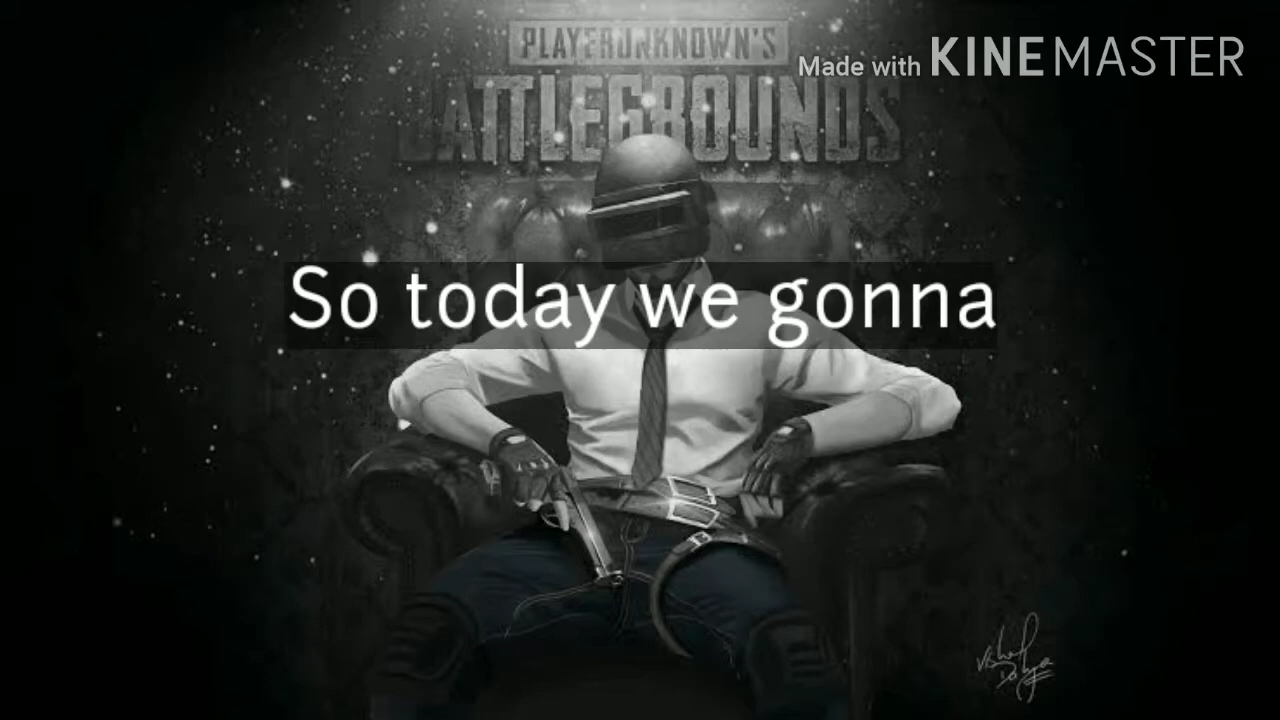 PLAYERUNKNOWN'S
Made with KINEMASTER
BATTLEGROUNDS
So today we gonna